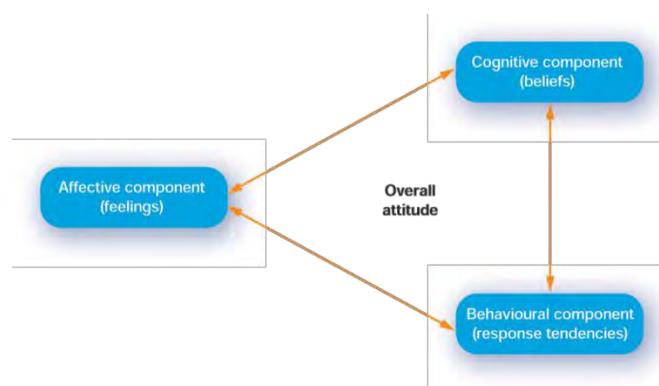 Cognitive component
(beliefs)
Affective component
(feelings)
Overall
attitude
Behavioural component
(response tendencies)